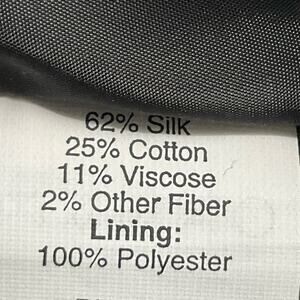 62% Silk
25% Cotton
11% Viscose
2% Other Fiber
Lining:
100% Polyester